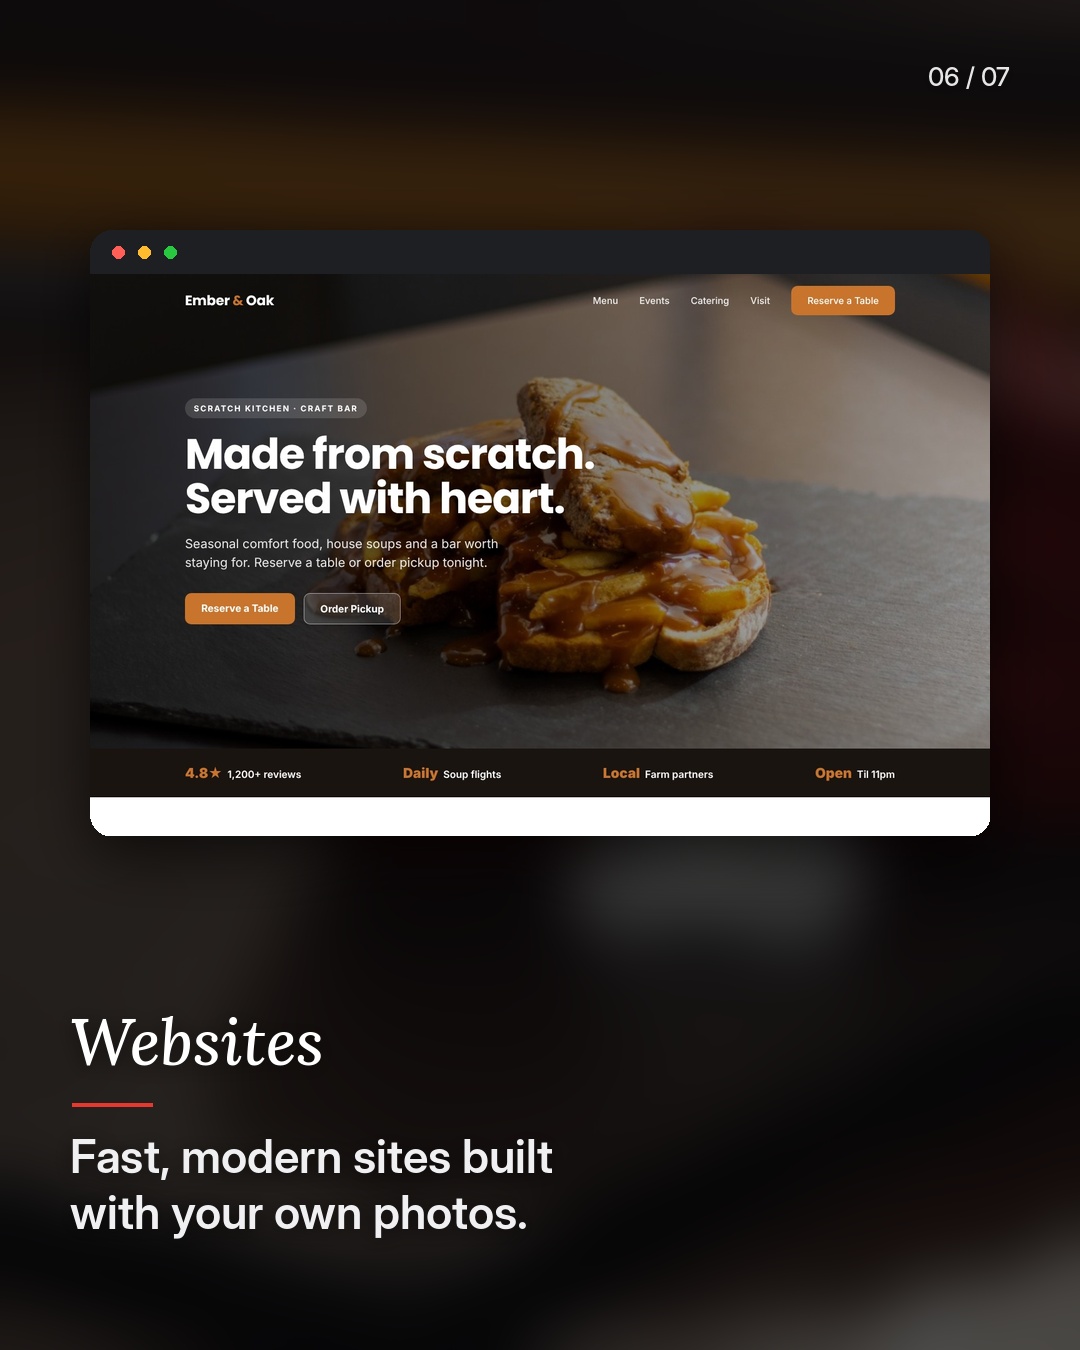 06 / 07
Ember & Oak
Menu Events Catering Visit Reserve a Table
SCRATCH KITCHEN · CRAFT BAR
Made from scratch.
Served with heart.
Seasonal comfort food, house soups and a bar worth
staying for. Reserve a table or order pickup tonight.
Reserve a Table Order Pickup
4.8★ 1,200+ reviews Daily Soup flights Local Farm partners Open Til 11pm
Websites
Fast, modern sites built
with your own photos.